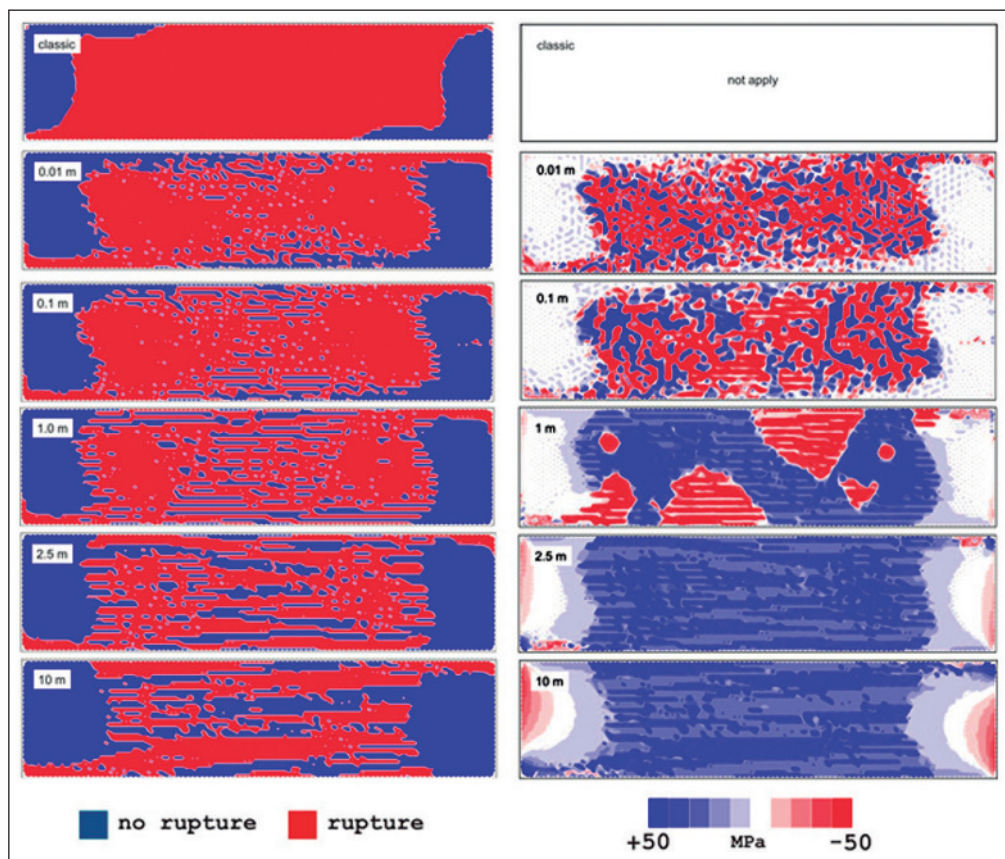 classic
classic
not apply
0.01 m
0.01 m
0.1 m
0.1 m
1.0 m
1 m
2.5 m
2.5 m
10 m
10 m
no rupture
rupture
+50 MPa -50